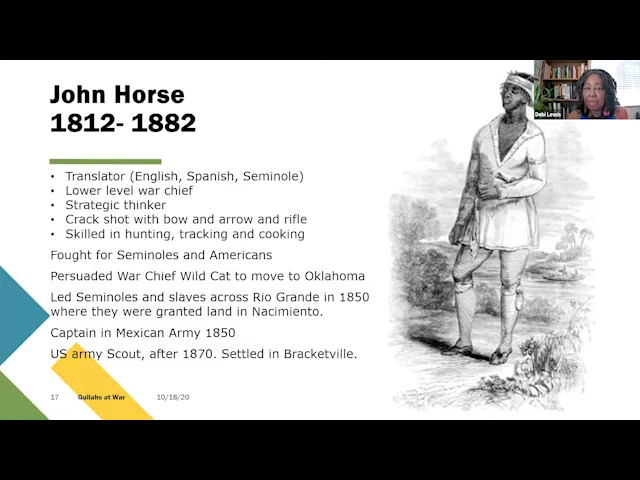 John Horse
1812- 1882
• Translator (English, Spanish, Seminole)
• Lower level war chief
• Strategic thinker
• Crack shot with bow and arrow and rifle
• Skilled in hunting, tracking and cooking
Fought for Seminoles and Americans
Persuaded War Chief Wild Cat to move to Oklahoma
Led Seminoles and slaves across Rio Grande in 1850
where they were granted land in Nacimiento.
Captain in Mexican Army 1850
US army Scout, after 1870. Settled in Bracketville.
17 Gullahs at War 10/18/20
Debi Lewis